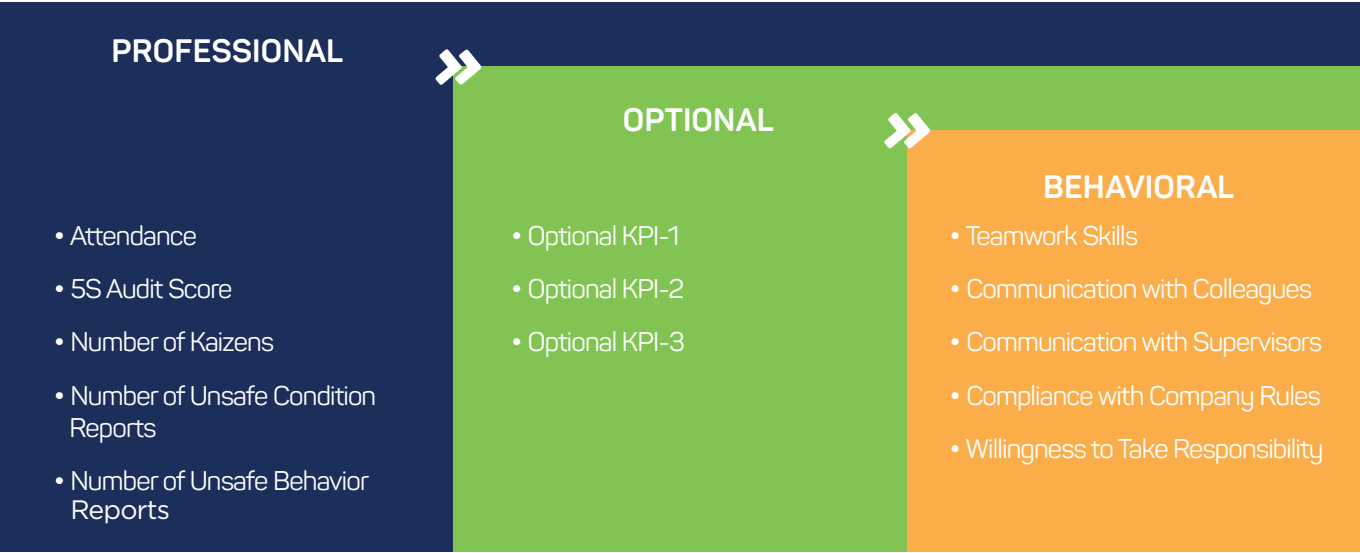 PROFESSIONAL
• Attendance
• 5S Audit Score
• Number of Kaizens
• Number of Unsafe Condition
Reports
• Number of Unsafe Behavior
Reports
OPTIONAL
• Optional KPI-1
• Optional KPI-2
• Optional KPI-3
BEHAVIORAL
• Teamwork Skills
• Communication with Colleagues
• Communication with Supervisors
• Compliance with Company Rules
• Willingness to Take Responsibility